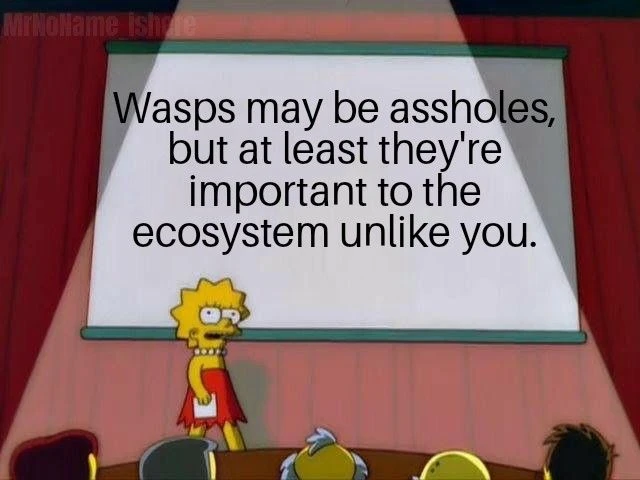 MrNoName_ishere
Wasps may be assholes,
but at least they're
important to the
ecosystem unlike you.